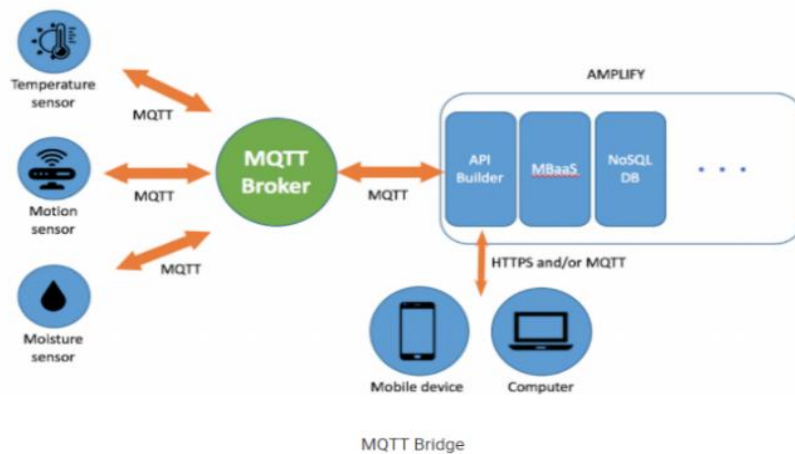 Temperature
sensor
MQTT
Motion
sensor
MQTT
Moisture
sensor
MQTT
MQTT
Broker
MQTT
AMPLIFY
API
Builder
MBaaS
NoSQL
DB
HTTPS and/or MQTT
Mobile device
Computer
MQTT Bridge